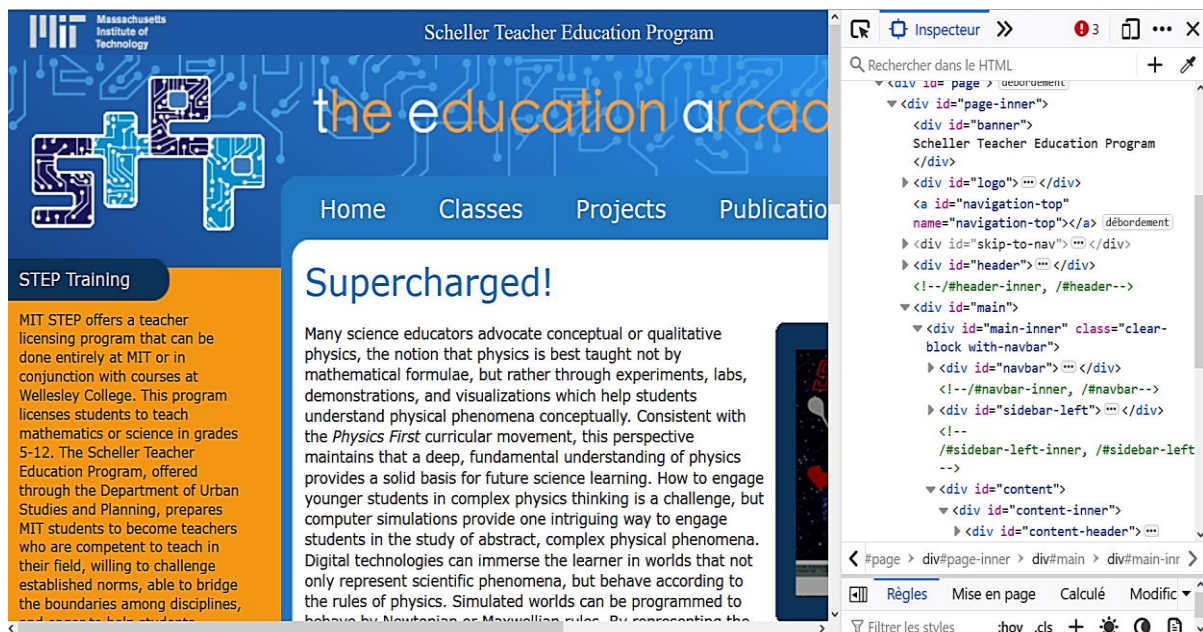 Massachusetts
Institute of
Technology
Scheller Teacher Education Program
the education arcad
Home Classes Projects Publicatio
STEP Training
MIT STEP offers a teacher
licensing program that can be
done entirely at MIT or in
conjunction with courses at
Wellesley College. This program
licenses students to teach
mathematics or science in grades
5-12. The Scheller Teacher
Education Program, offered
through the Department of Urban
Studies and Planning, prepares
MIT students to become teachers
who are competent to teach in
their field, willing to challenge
established norms, able to bridge
the boundaries among disciplines,
and eager to help students
Supercharged!
Many science educators advocate conceptual or qualitative
physics, the notion that physics is best taught not by
mathematical formulae, but rather through experiments, labs,
demonstrations, and visualizations which help students
understand physical phenomena conceptually. Consistent with
the Physics First curricular movement, this perspective
maintains that a deep, fundamental understanding of physics
provides a solid basis for future science learning. How to engage
younger students in complex physics thinking is a challenge, but
computer simulations provide one intriguing way to engage
students in the study of abstract, complex physical phenomena.
Digital technologies can immerse the learner in worlds that not
only represent scientific phenomena, but behave according to
the rules of physics. Simulated worlds can be programmed to
behave by Newtonian or Maxwellian rules. By representing the
Inspecteur 3
Rechercher dans le HTML
<div id="page"> débordement
<div id="page-inner">
<div id="banner">
Scheller Teacher Education Program
</div>
<div id="logo"> ••• </div>
<a id="navigation-top"
name="navigation-top"></a> débordement
<div id="skip-to-nav"> ••• </div>
<div id="header"> ••• </div>
<!--/#header-inner, /#header-->
<div id="main">
<div id="main-inner" class="clear-
block with-navbar">
<div id="navbar"> ••• </div>
<!--/#navbar-inner, /#navbar-->
<div id="sidebar-left"> ••• </div>
<!--
/#sidebar-left-inner, /#sidebar-left
-->
<div id="content">
<div id="content-inner">
<div id="content-header"> •••
#page > div#page-inner > div#main > div#main-inr
Règles Mise en page Calculé Modific
Filtrer les styles :hov .cls +